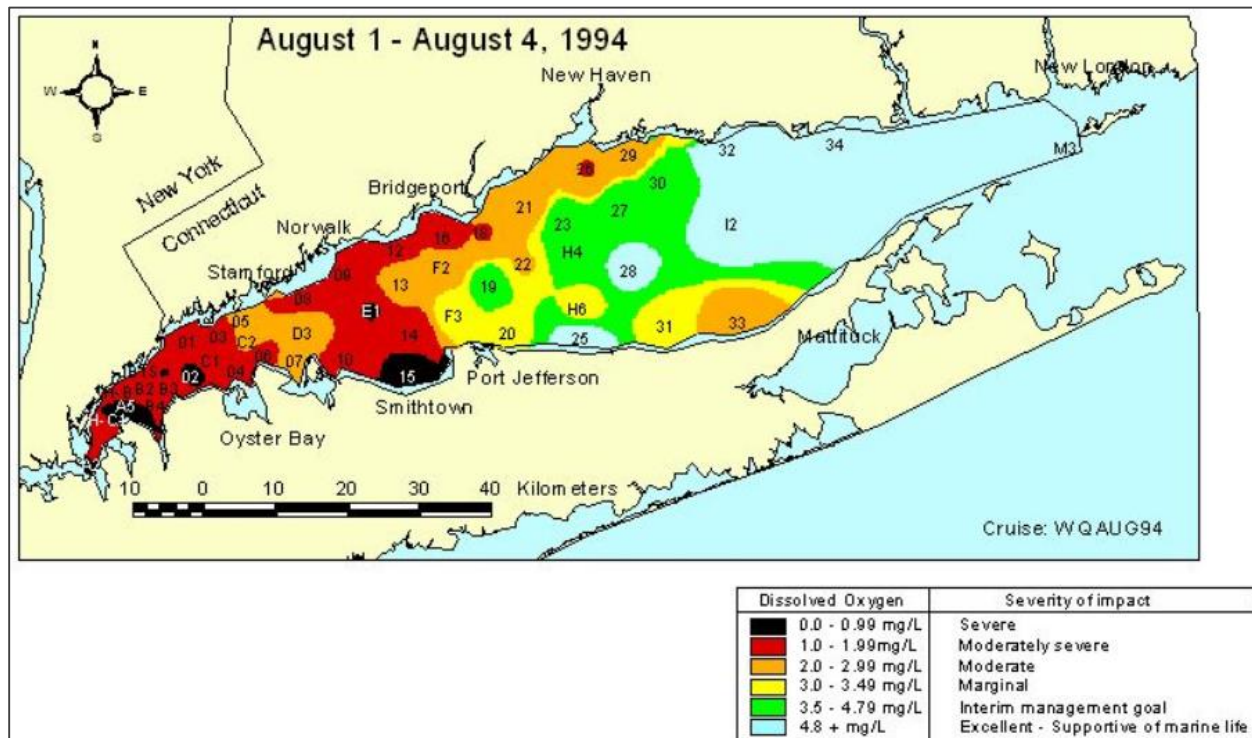 August 1 - August 4, 1994
N
W E
S
New Haven
New London
New York
Connecticut
Bridgeport
Norwalk
Stamford
32
34
M3
29
26
30
21
27
23
I2
18
16
12
H4
F2
22
28
09
13
19
08
E1
H6
F3
05
D3
14
20
25
31
33
03
01
C2
06
07
10
C1
04
02
15
B2
B3
A5
B4
A2
Mattituck
Port Jefferson
Smithtown
Oyster Bay
10 0 10 20 30 40 Kilometers
Cruise: WQAUG94
Dissolved Oxygen Severity of impact
0.0 - 0.99 mg/L Severe
1.0 - 1.99mg/L Moderately severe
2.0 - 2.99 mg/L Moderate
3.0 - 3.49 mg/L Marginal
3.5 - 4.79 mg/L Interim management goal
4.8 + mg/L Excellent - Supportive of marine life